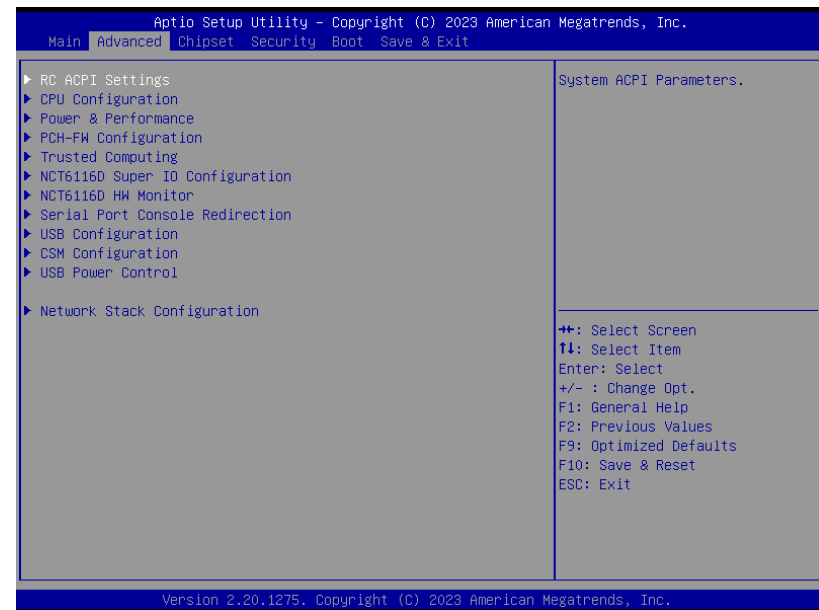 Aptio Setup Utility – Copyright (C) 2023 American Megatrends, Inc.
Main Advanced Chipset Security Boot Save & Exit
RC ACPI Settings
CPU Configuration
Power & Performance
PCH-FW Configuration
Trusted Computing
NCT6116D Super IO Configuration
NCT6116D HW Monitor
Serial Port Console Redirection
USB Configuration
CSM Configuration
USB Power Control
Network Stack Configuration
System ACPI Parameters.
→←: Select Screen
↑↓: Select Item
Enter: Select
+/- : Change Opt.
F1: General Help
F2: Previous Values
F9: Optimized Defaults
F10: Save & Reset
ESC: Exit
Version 2.20.1275. Copyright (C) 2023 American Megatrends, Inc.